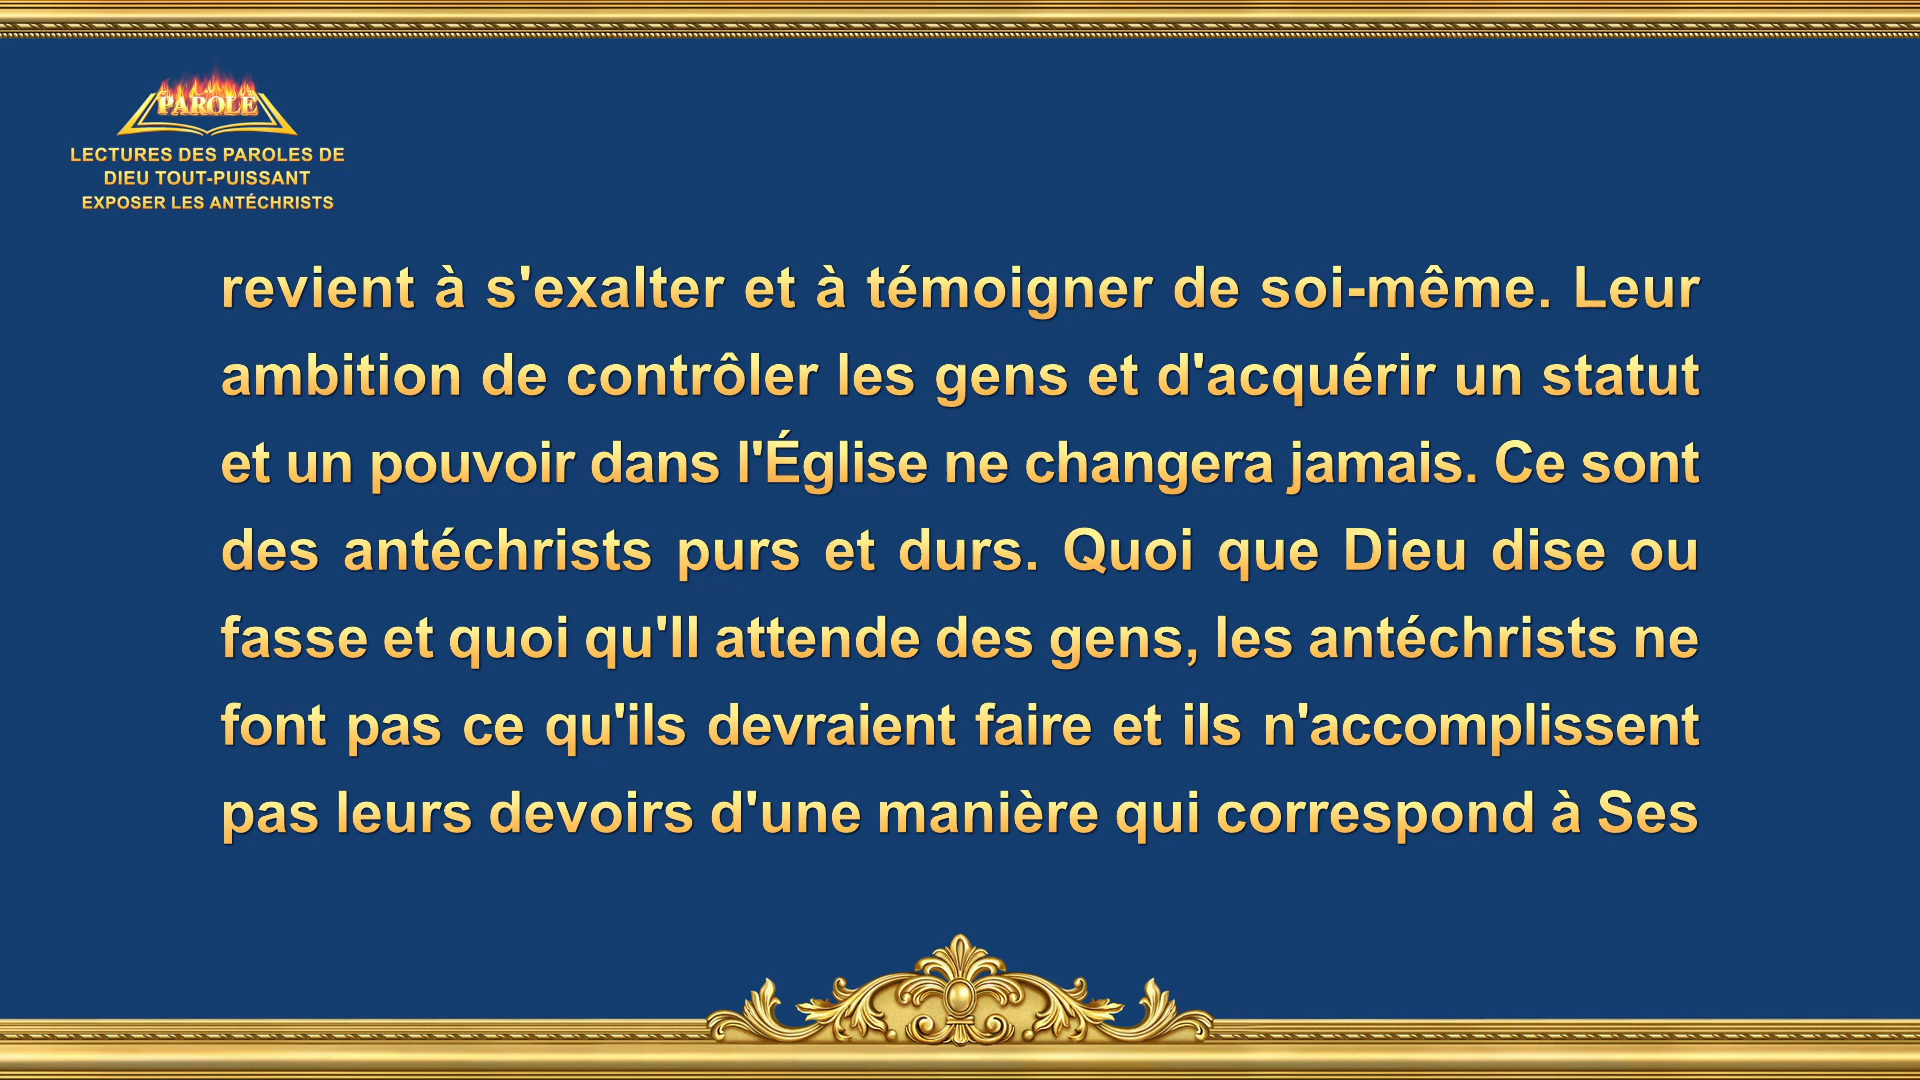 PAROLE
LECTURES DES PAROLES DE
DIEU TOUT-PUISSANT
EXPOSER LES ANTÉCHRISTS
revient à s'exalter et à témoigner de soi-même. Leur
ambition de contrôler les gens et d'acquérir un statut
et un pouvoir dans l'Église ne changera jamais. Ce sont
des antéchrists purs et durs. Quoi que Dieu dise ou
fasse et quoi qu'Il attende des gens, les antéchrists ne
font pas ce qu'ils devraient faire et ils n'accomplissent
pas leurs devoirs d'une manière qui correspond à Ses